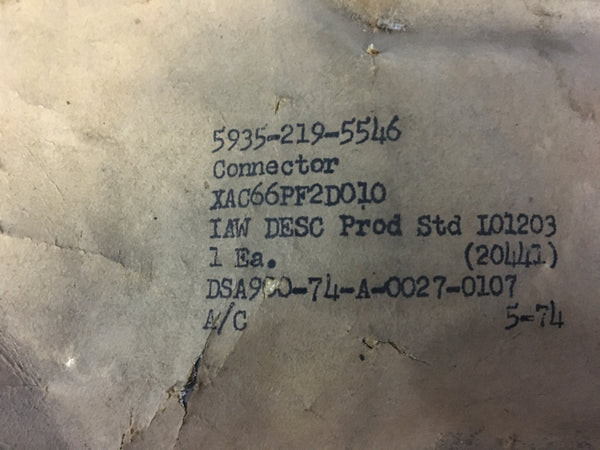 5935-219-5546
Connector
XAC66PF2D010
IAW DESC Prod Std I01203
1 Ea. (20441)
DSA900-74-A-0027-0107
A/C 5-74